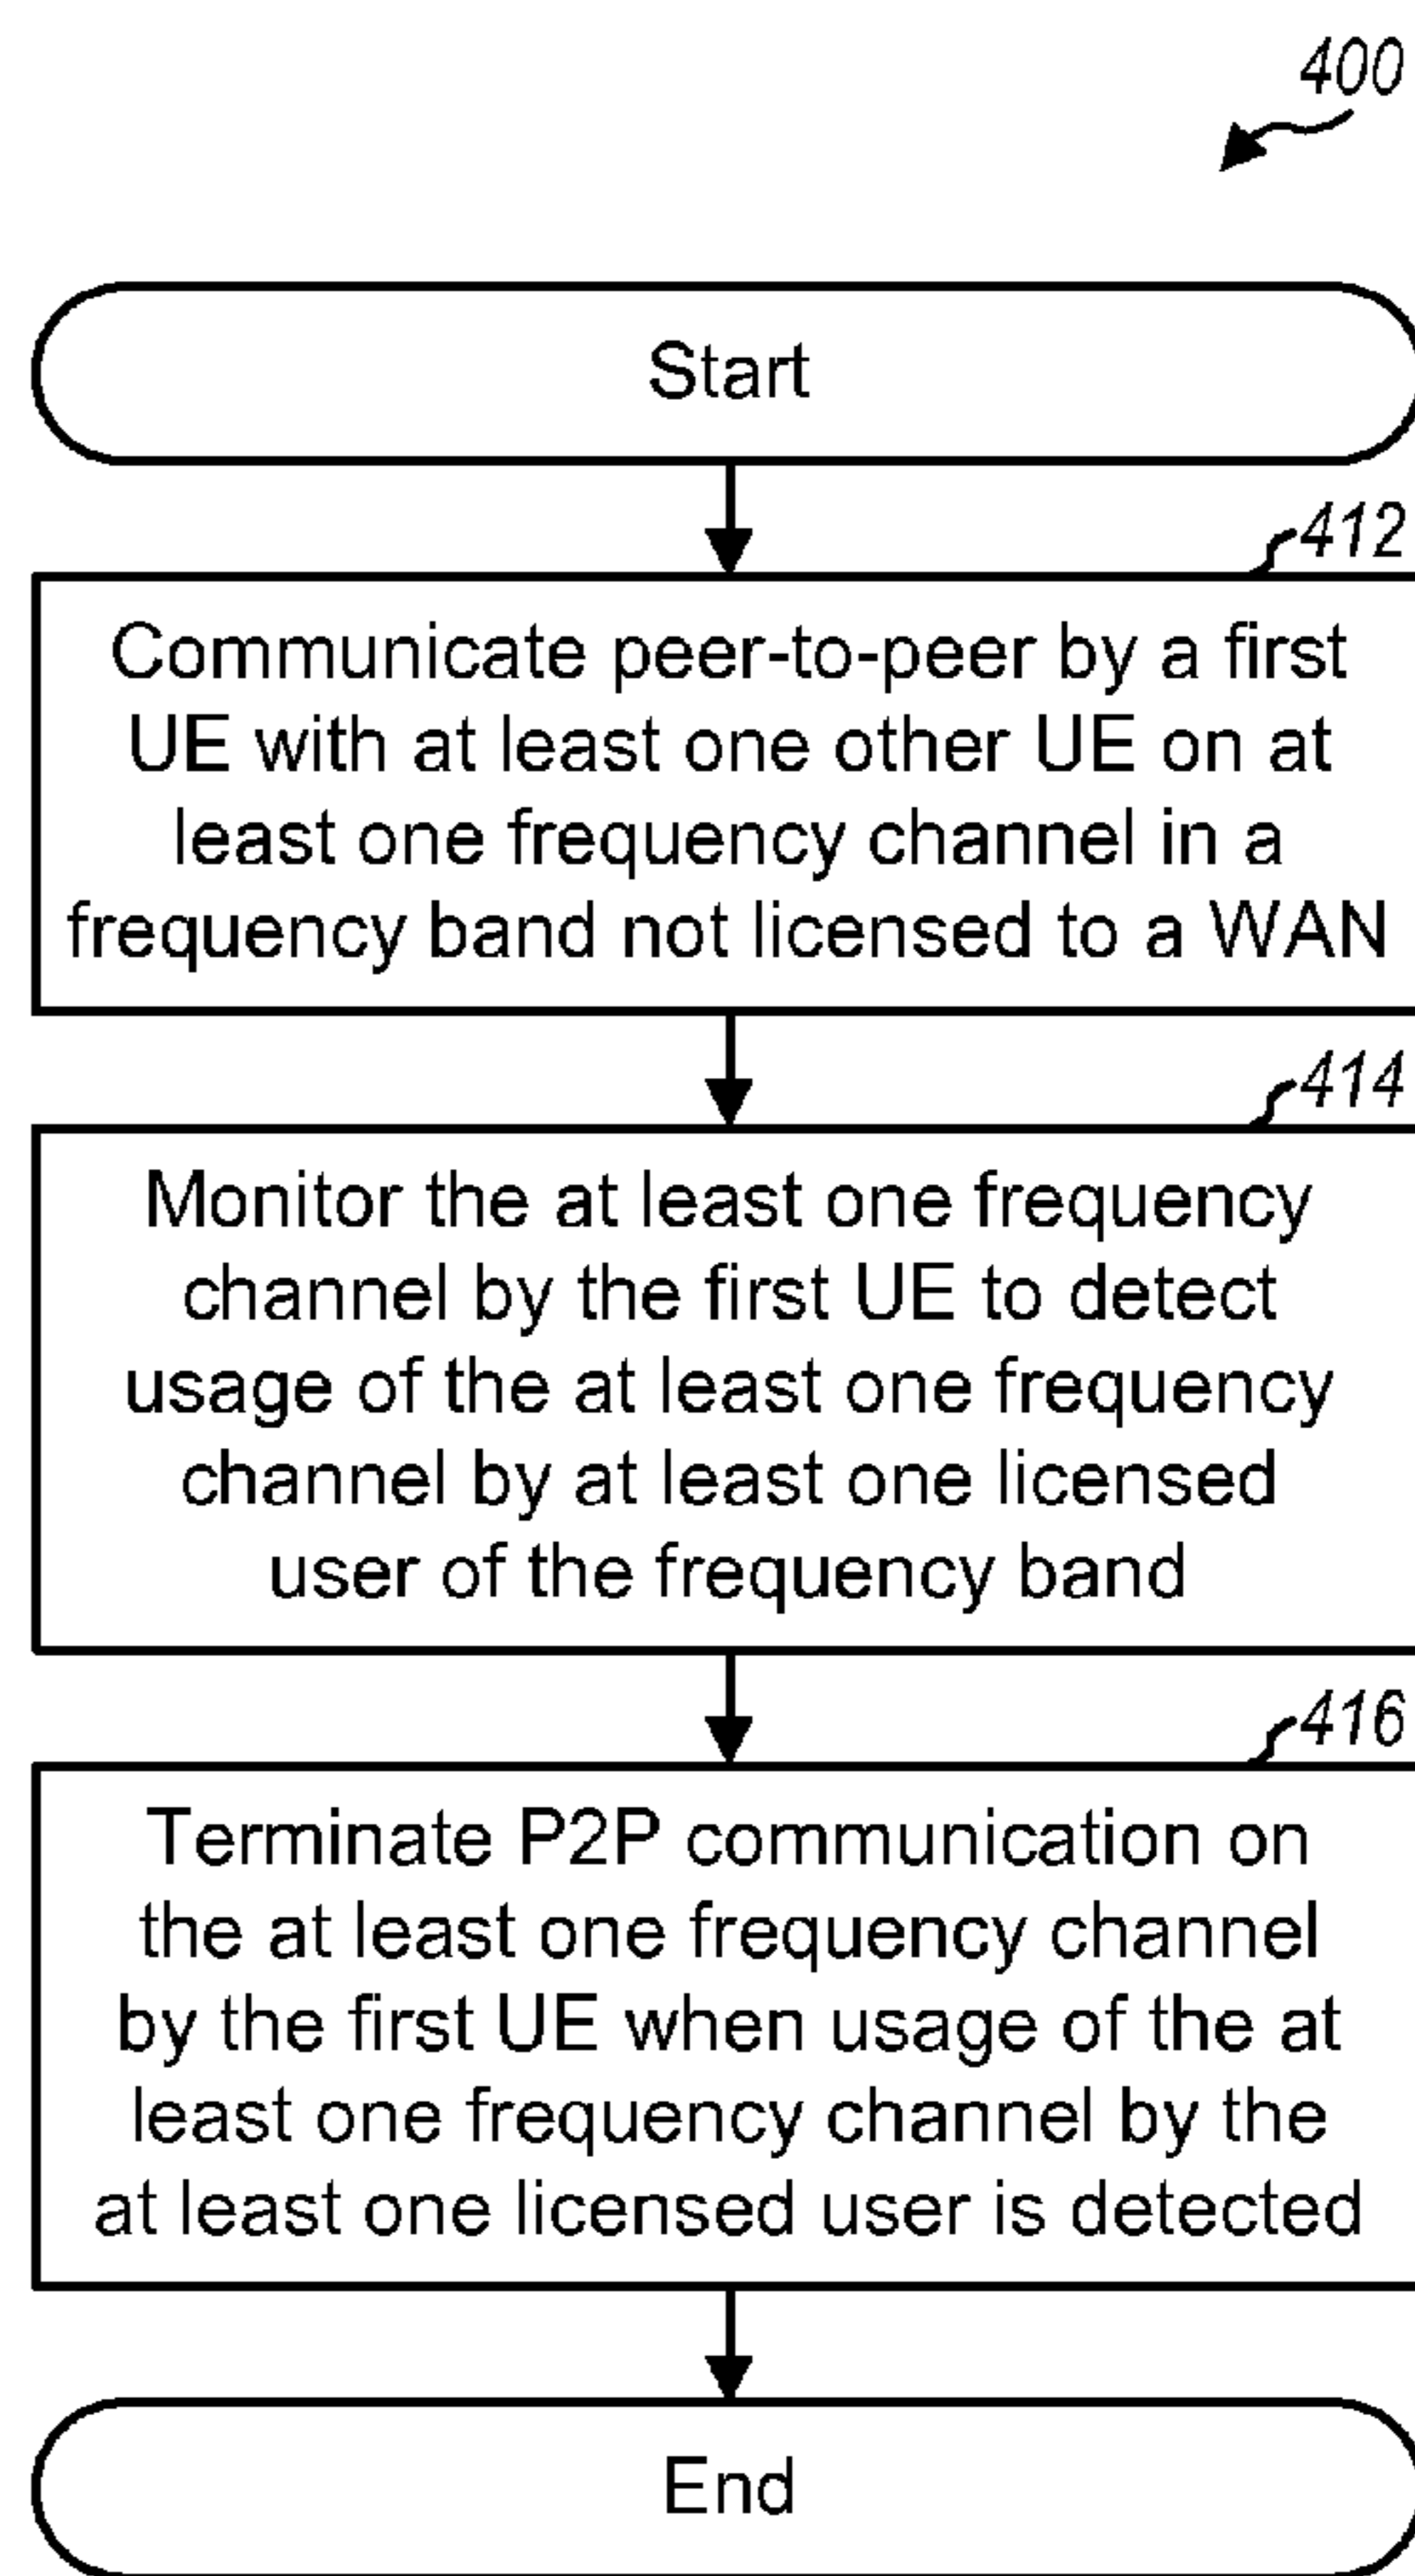 400
Start
412
Communicate peer-to-peer by a first
UE with at least one other UE on at
least one frequency channel in a
frequency band not licensed to a WAN
414
Monitor the at least one frequency
channel by the first UE to detect
usage of the at least one frequency
channel by at least one licensed
user of the frequency band
416
Terminate P2P communication on
the at least one frequency channel
by the first UE when usage of the at
least one frequency channel by the
at least one licensed user is detected
End